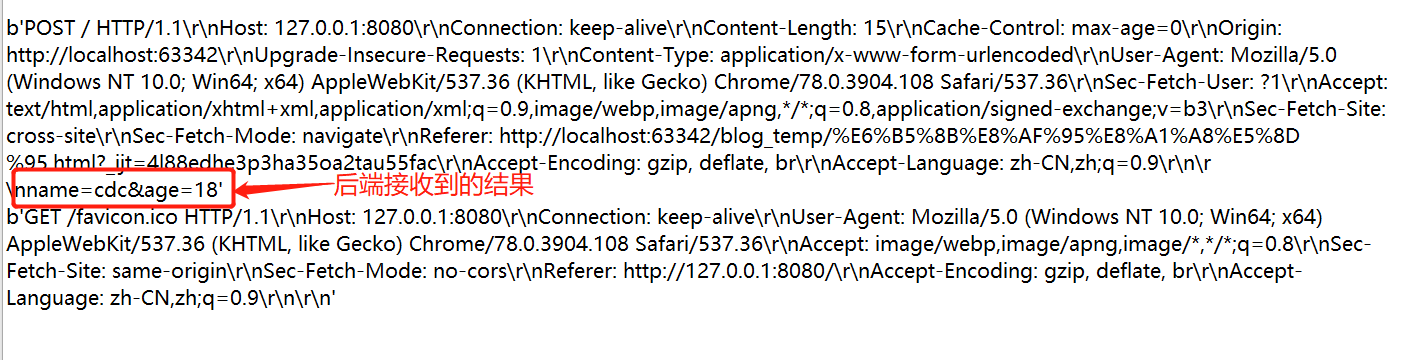 b'POST / HTTP/1.1\r\nHost: 127.0.0.1:8080\r\nConnection: keep-alive\r\nContent-Length: 15\r\nCache-Control: max-age=0\r\nOrigin:
http://localhost:63342\r\nUpgrade-Insecure-Requests: 1\r\nContent-Type: application/x-www-form-urlencoded\r\nUser-Agent: Mozilla/5.0
(Windows NT 10.0; Win64; x64) AppleWebKit/537.36 (KHTML, like Gecko) Chrome/78.0.3904.108 Safari/537.36\r\nSec-Fetch-User: ?1\r\nAccept:
text/html,application/xhtml+xml,application/xml;q=0.9,image/webp,image/apng,*/*;q=0.8,application/signed-exchange;v=b3\r\nSec-Fetch-Site:
cross-site\r\nSec-Fetch-Mode: navigate\r\nReferer: http://localhost:63342/blog_temp/%E6%B5%8B%E8%AF%95%E8%A1%A8%E5%8D
%95.html?_ijt=4l88edhe3p3ha35oa2tau55fac\r\nAccept-Encoding: gzip, deflate, br\r\nAccept-Language: zh-CN,zh;q=0.9\r\n\r
\nname=cdc&age=18' 后端接收到的结果
b'GET /favicon.ico HTTP/1.1\r\nHost: 127.0.0.1:8080\r\nConnection: keep-alive\r\nUser-Agent: Mozilla/5.0 (Windows NT 10.0; Win64; x64)
AppleWebKit/537.36 (KHTML, like Gecko) Chrome/78.0.3904.108 Safari/537.36\r\nAccept: image/webp,image/apng,image/*,*/*;q=0.8\r\nSec-
Fetch-Site: same-origin\r\nSec-Fetch-Mode: no-cors\r\nReferer: http://127.0.0.1:8080/\r\nAccept-Encoding: gzip, deflate, br\r\nAccept-
Language: zh-CN,zh;q=0.9\r\n\r\n'